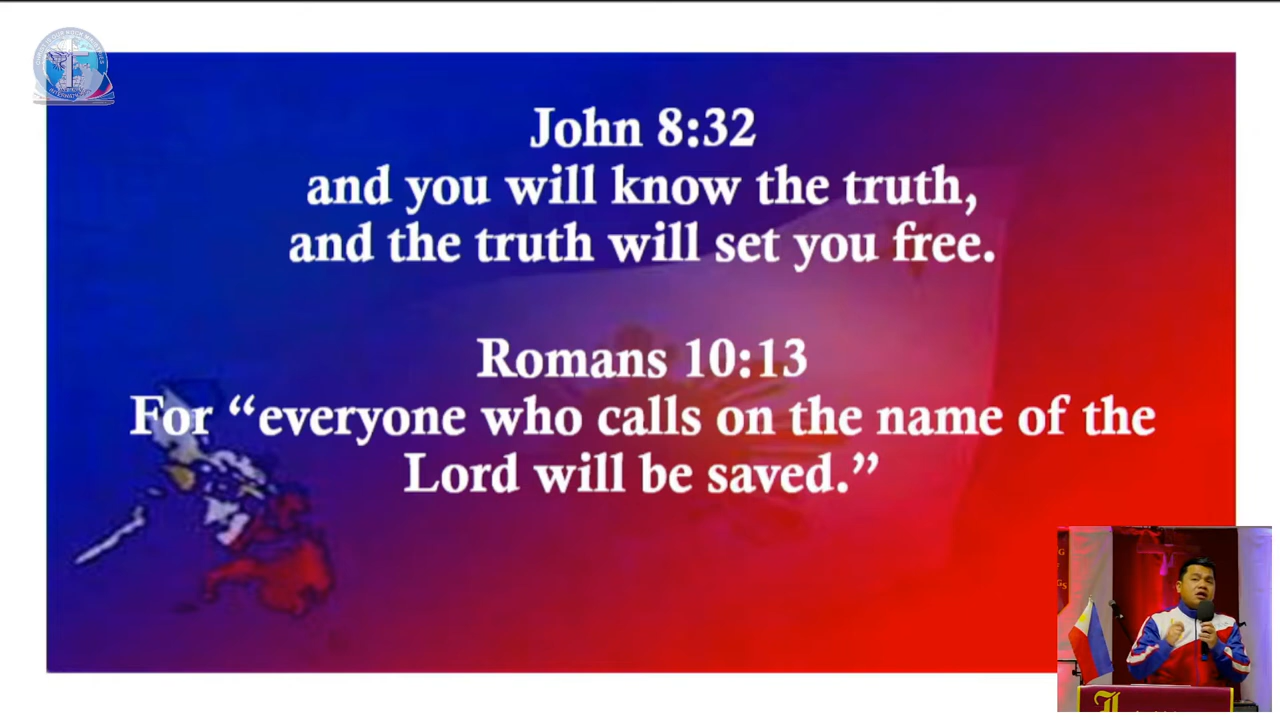 John 8:32
and you will know the truth,
and the truth will set you free.
Romans 10:13
For “everyone who calls on the name of the
Lord will be saved.”